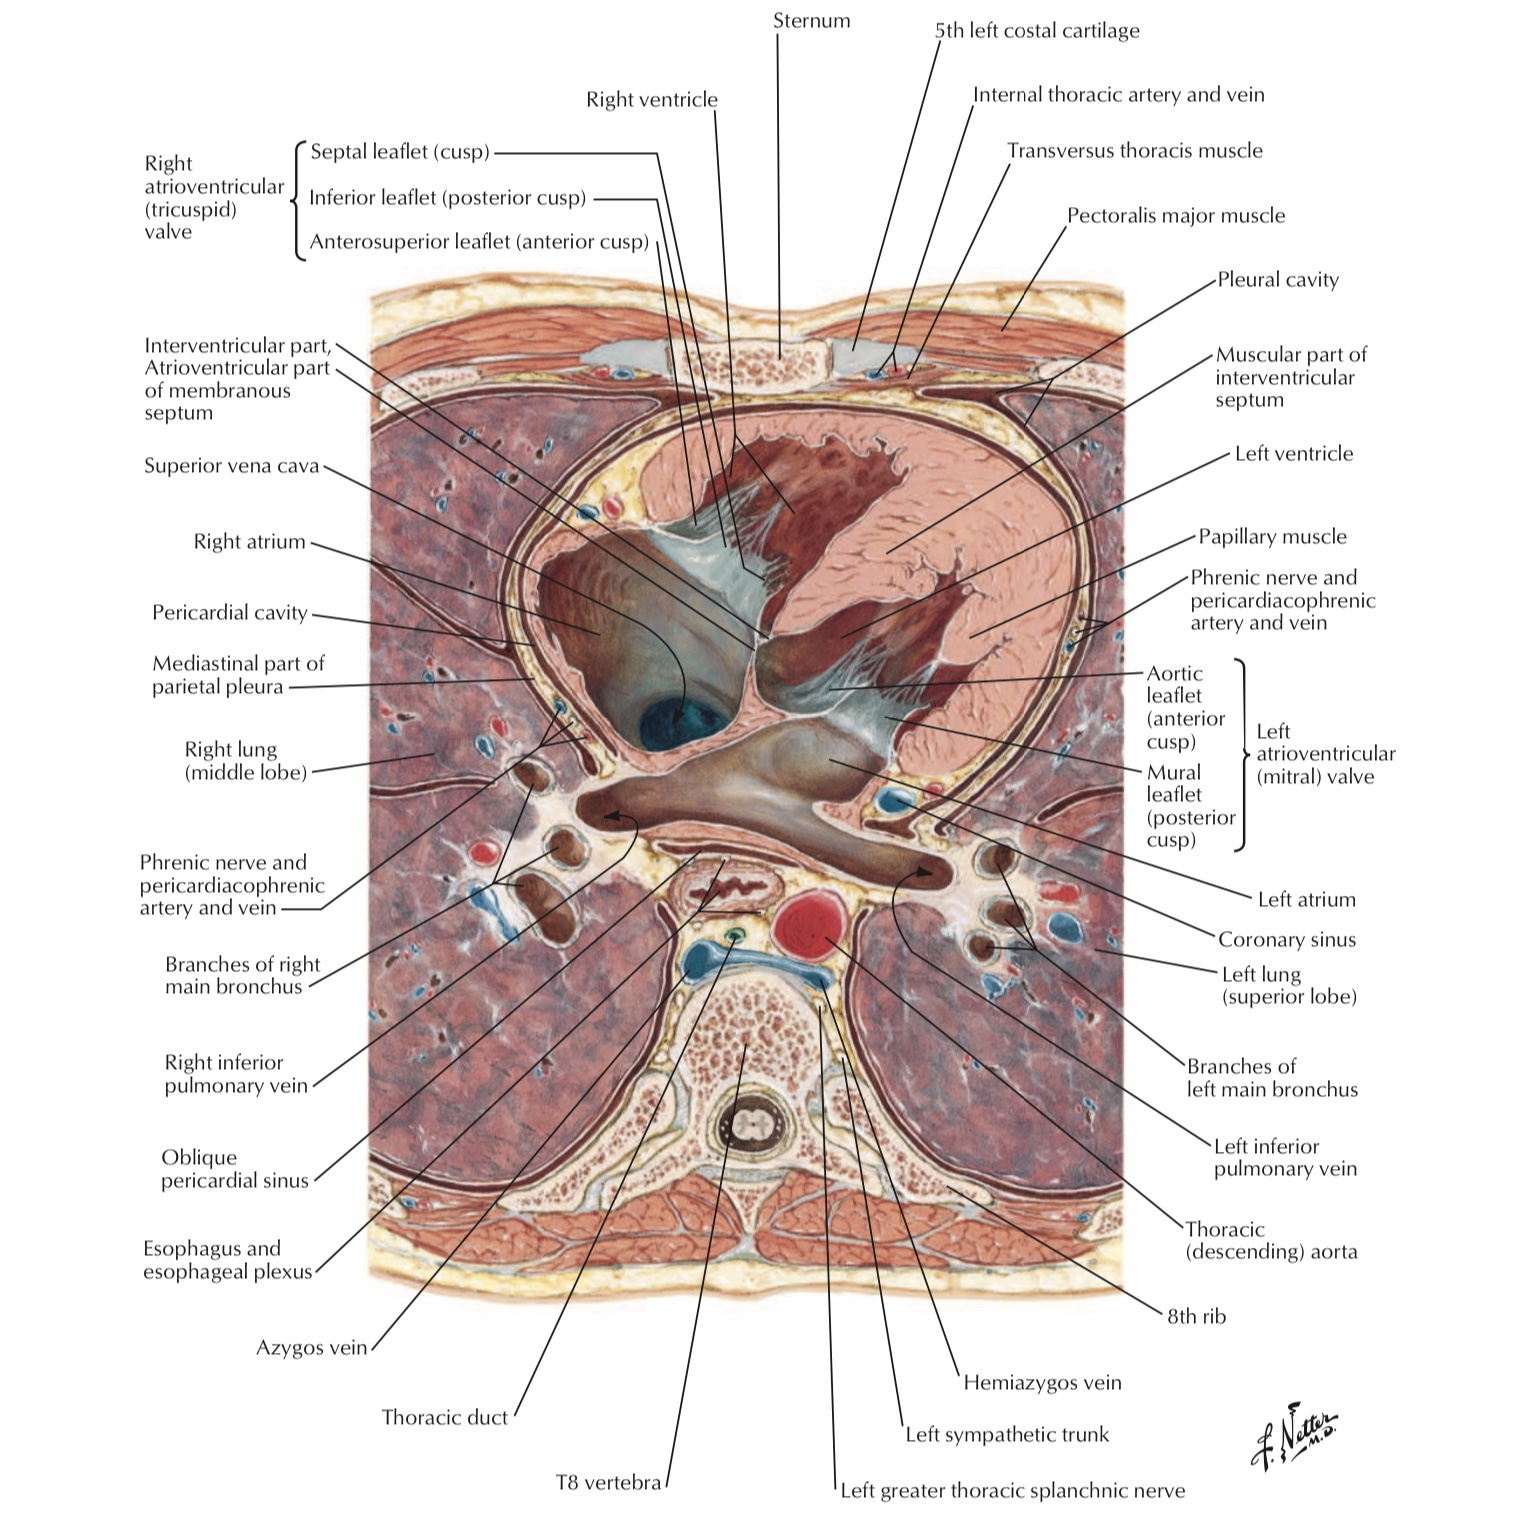 Sternum
5th left costal cartilage
Internal thoracic artery and vein
Right ventricle
Transversus thoracis muscle
Septal leaflet (cusp)
Right
atrioventricular
(tricuspid)
valve
Inferior leaflet (posterior cusp)
Anterosuperior leaflet (anterior cusp)
Pectoralis major muscle
Pleural cavity
Interventricular part,
Atrioventricular part
of membranous
septum
Muscular part of
interventricular
septum
Superior vena cava
Left ventricle
Right atrium
Papillary muscle
Pericardial cavity
Phrenic nerve and
pericardiacophrenic
artery and vein
Mediastinal part of
parietal pleura
Aortic
leaflet
(anterior
cusp)
Left
atrioventricular
(mitral) valve
Right lung
(middle lobe)
Mural
leaflet
(posterior
cusp)
Phrenic nerve and
pericardiacophrenic
artery and vein
Left atrium
Coronary sinus
Branches of right
main bronchus
Left lung
(superior lobe)
Right inferior
pulmonary vein
Branches of
left main bronchus
Oblique
pericardial sinus
Left inferior
pulmonary vein
Esophagus and
esophageal plexus
Thoracic
(descending) aorta
8th rib
Azygos vein
Hemiazygos vein
Thoracic duct
Left sympathetic trunk
T8 vertebra
Left greater thoracic splanchnic nerve
F. Netter
M.D.